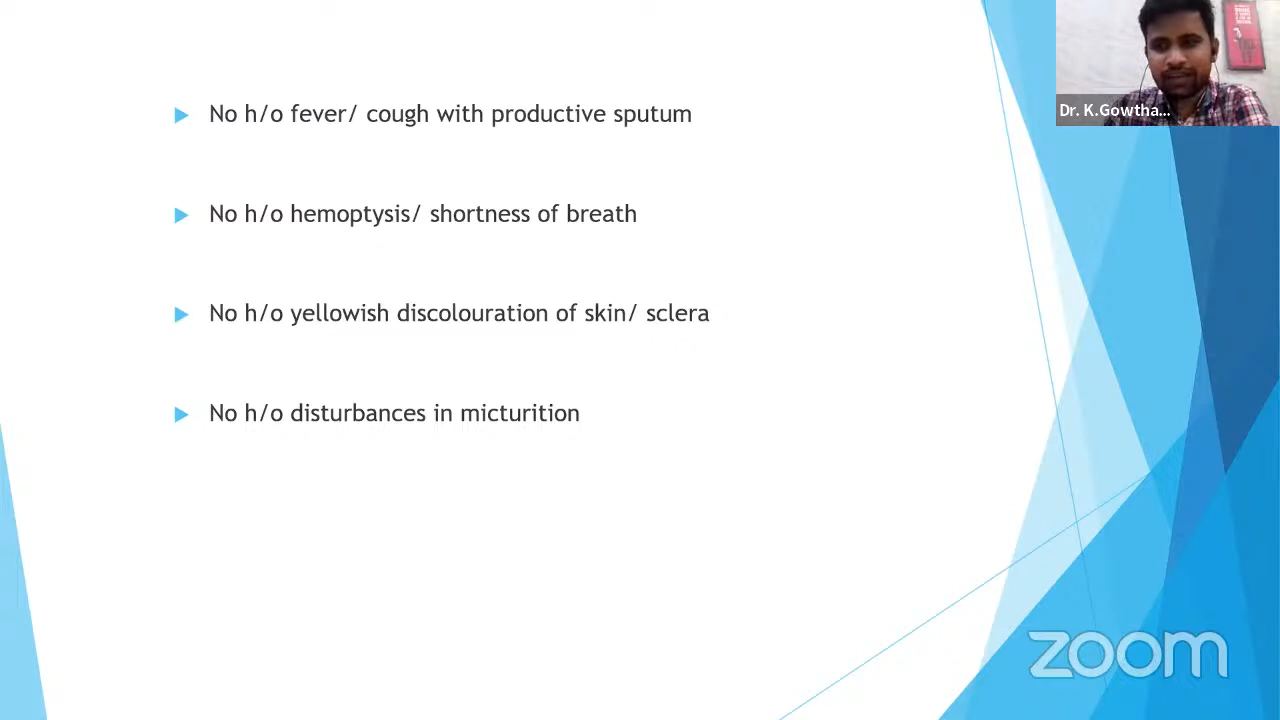 No h/o fever/ cough with productive sputum
No h/o hemoptysis/ shortness of breath
No h/o yellowish discolouration of skin/ sclera
No h/o disturbances in micturition
Dr. K.Gowtha...
zoom